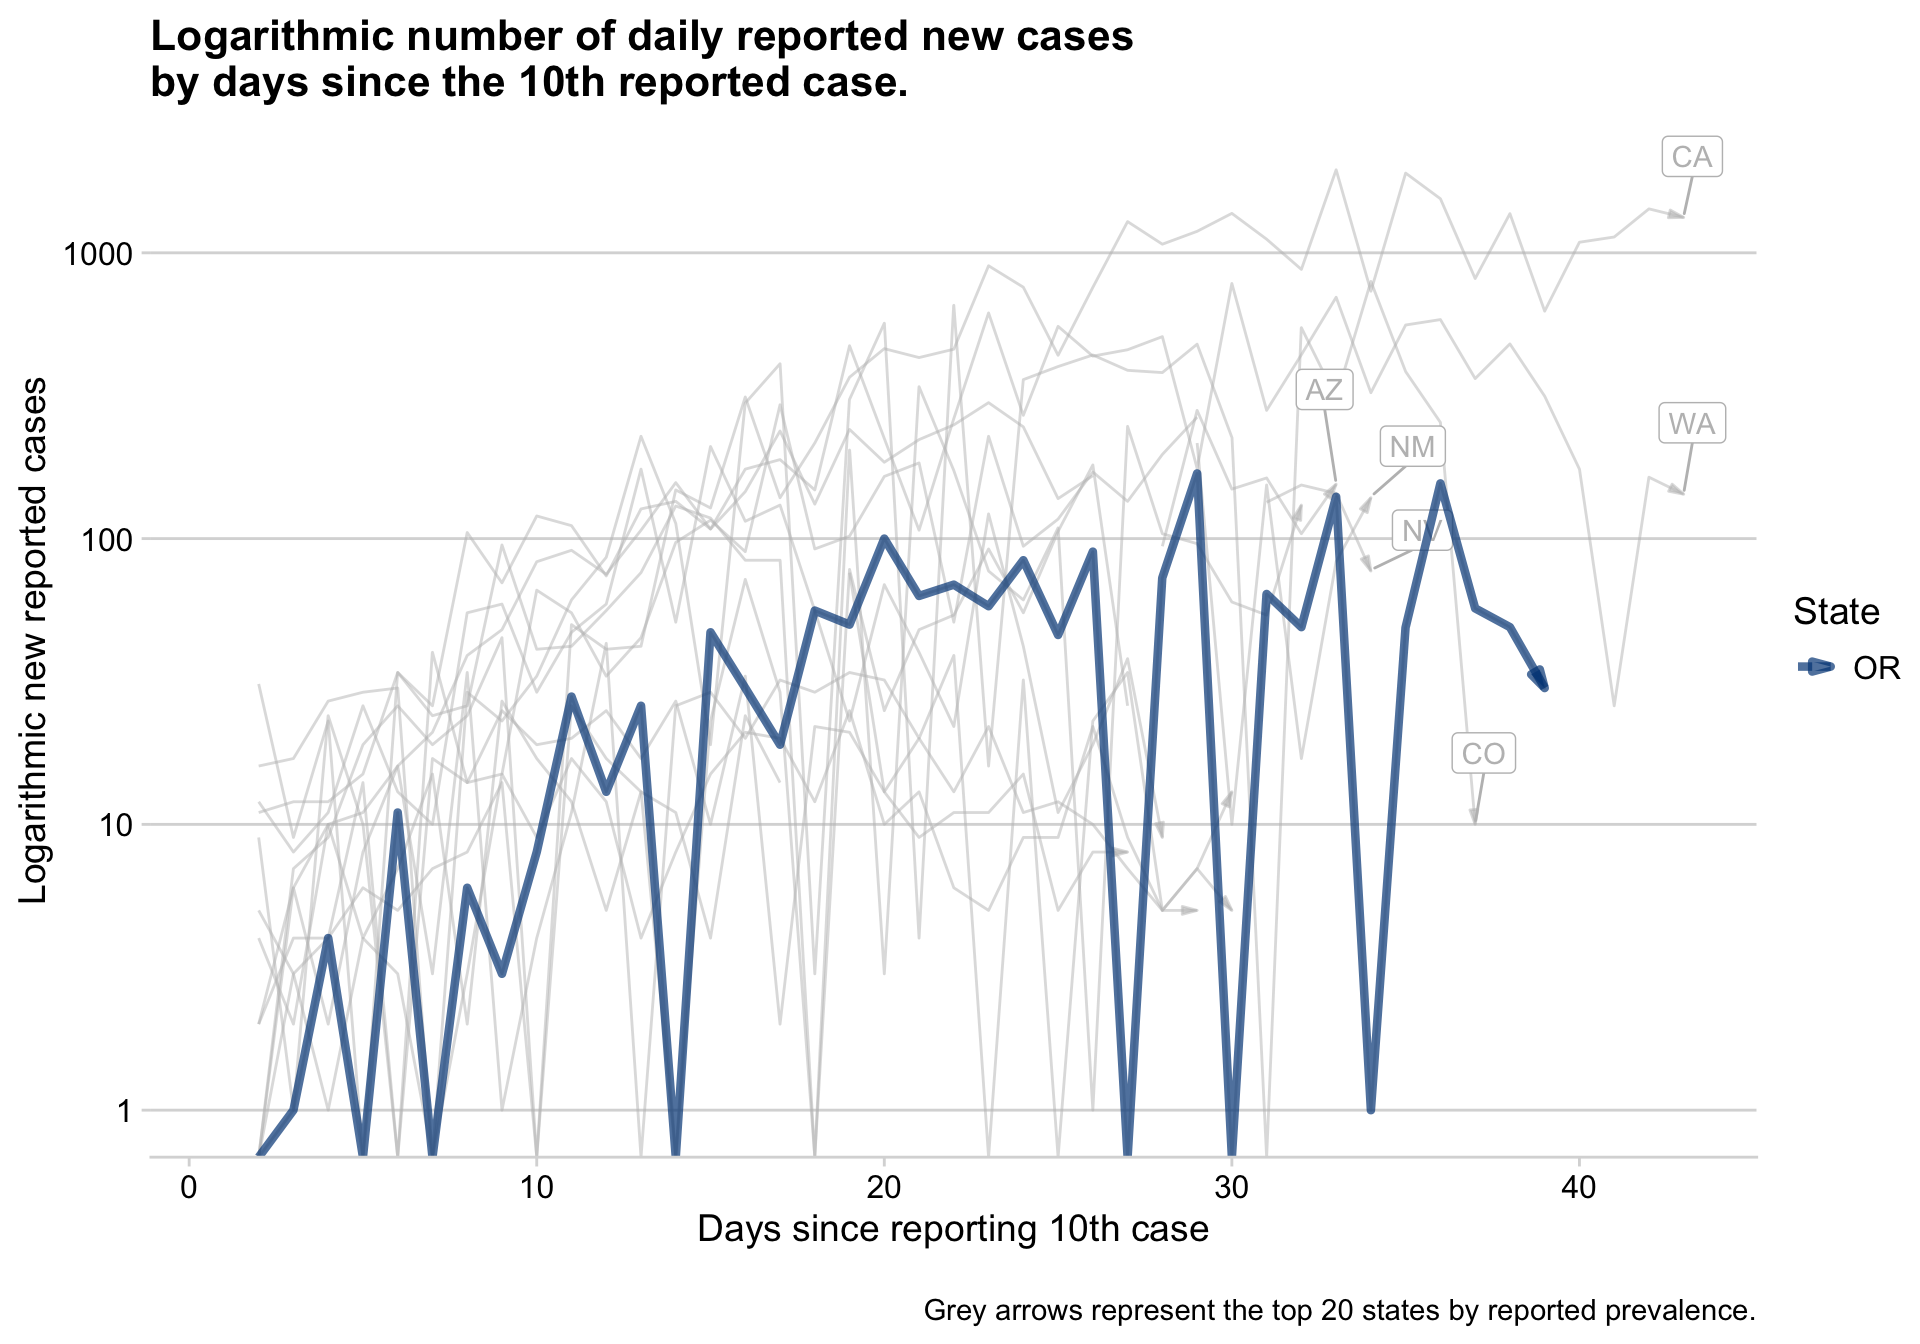 Logarithmic number of daily reported new cases
by days since the 10th reported case.
CA
1000
AZ
WA
NM
NV
100
Logarithmic new reported cases
State
OR
CO
10
1
0
10
20
30
40
Days since reporting 10th case
Grey arrows represent the top 20 states by reported prevalence.